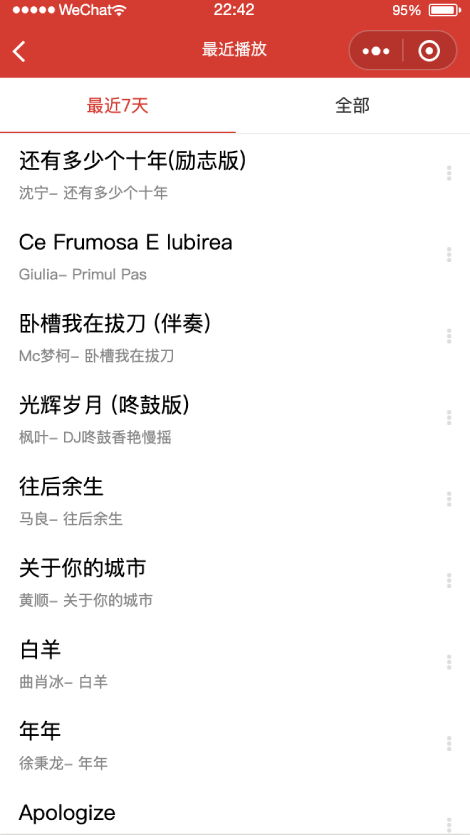 WeChat 22:42 95%
最近播放
最近7天 全部
还有多少个十年(励志版)
沈宁- 还有多少个十年
Ce Frumosa E Iubirea
Giulia- Primul Pas
卧槽我在拔刀 (伴奏)
Mc梦柯- 卧槽我在拔刀
光辉岁月 (咚鼓版)
枫叶- DJ咚鼓香艳慢摇
往后余生
马良- 往后余生
关于你的城市
黄顺- 关于你的城市
白羊
曲肖冰- 白羊
年年
徐秉龙- 年年
Apologize